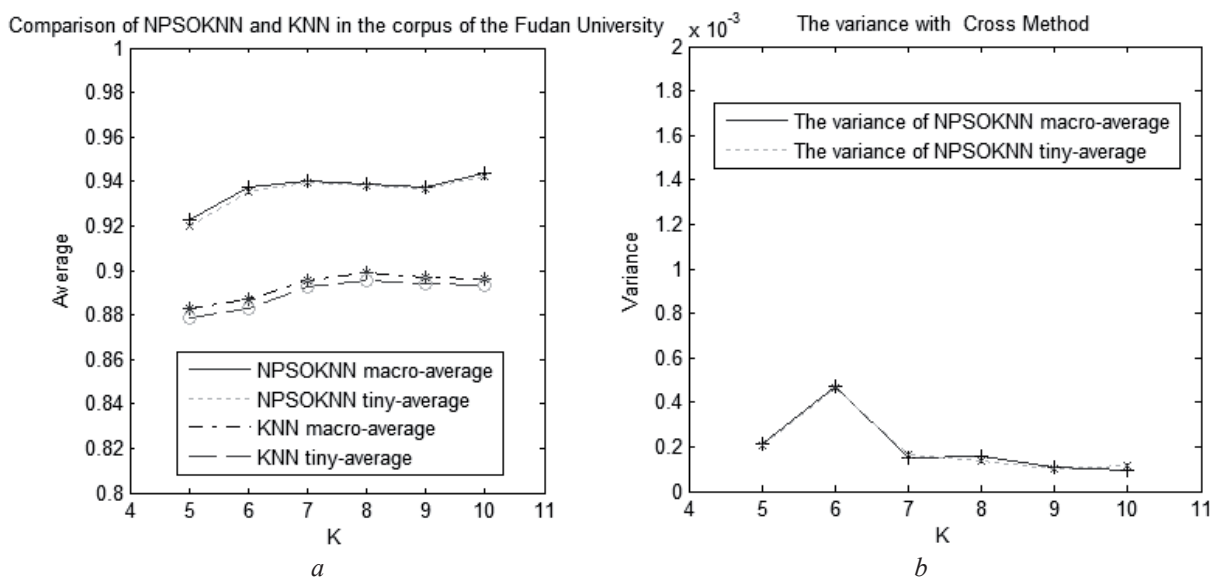 Comparison of NPSOKNN and KNN in the corpus of the Fudan University
1
0.98
0.96
0.94
0.92
0.9
0.88
0.86
0.84
0.82
0.8
Average
NPSOKNN macro-average
NPSOKNN tiny-average
KNN macro-average
KNN tiny-average
4 5 6 7 8 9 10 11
K
a
The variance with Cross Method
x 10^-3
2
1.8
1.6
1.4
1.2
1
0.8
0.6
0.4
0.2
0
Variance
The variance of NPSOKNN macro-average
The variance of NPSOKNN tiny-average
4 5 6 7 8 9 10 11
K
b